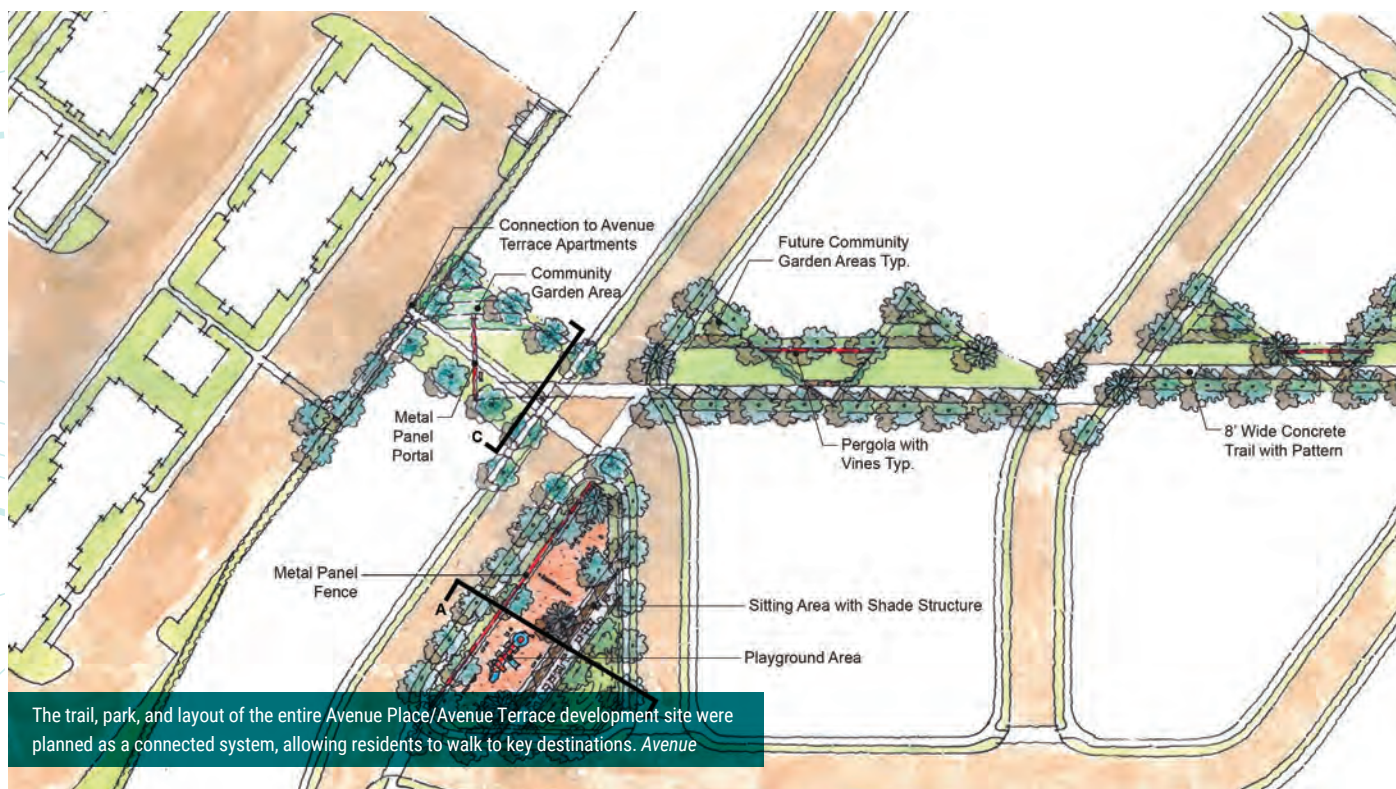 Connection to Avenue
Terrace Apartments
Community
Garden Area
Future Community
Garden Areas Typ.
Metal
Panel
Portal
C
Pergola with
Vines Typ.
8' Wide Concrete
Trail with Pattern
Metal Panel
Fence
A
Sitting Area with Shade Structure
Playground Area
The trail, park, and layout of the entire Avenue Place/Avenue Terrace development site were
planned as a connected system, allowing residents to walk to key destinations. Avenue